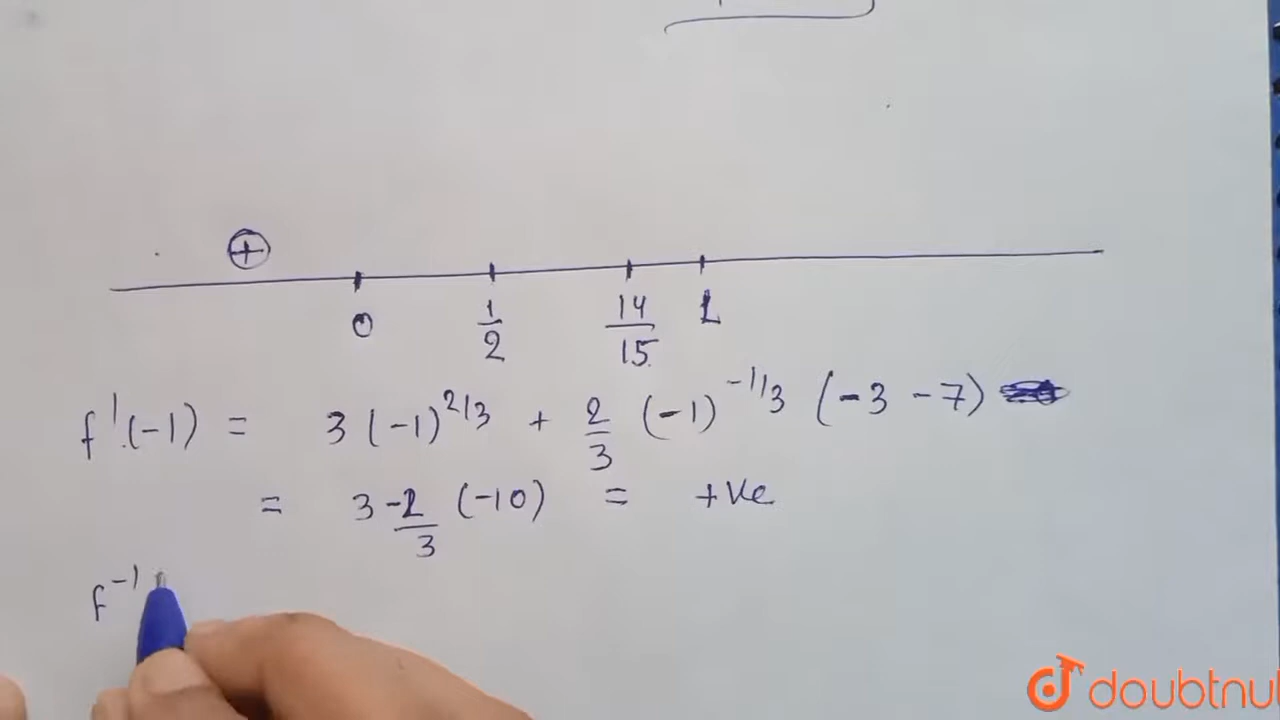 ⊕
0 1/2 14/15 1
f'(-1) = 3(-1)^2/3 + 2/3 (-1)^-1/3 (-3-7)
= 3-2/3 (-10) = +ve
f^-1
doubtnut